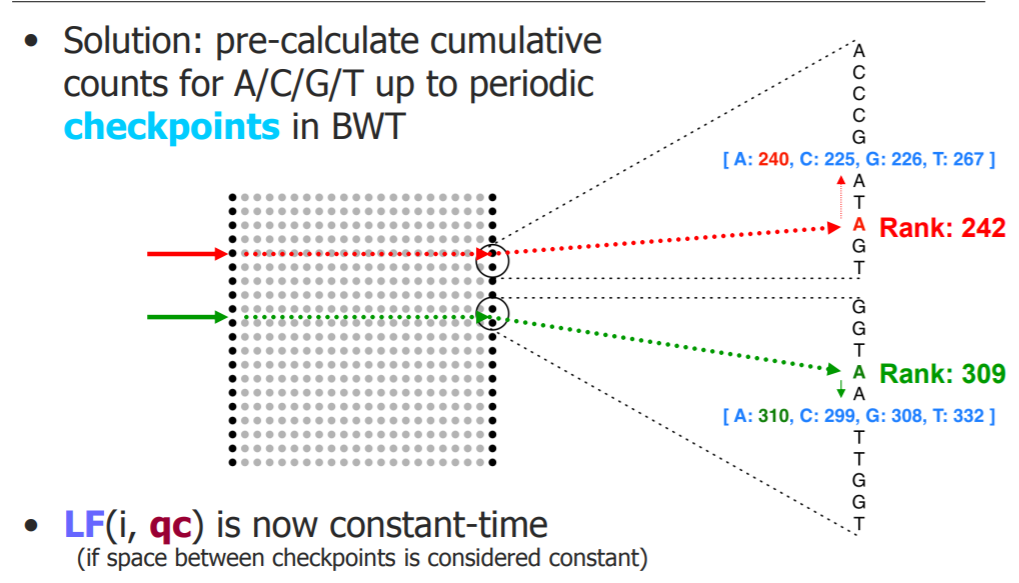 • Solution: pre-calculate cumulative
counts for A/C/G/T up to periodic
checkpoints in BWT
A
C
C
C
G
[ A: 240, C: 225, G: 226, T: 267 ]
A
T
A Rank: 242
G
T
G
G
T
A Rank: 309
A
[ A: 310, C: 299, G: 308, T: 332 ]
T
T
G
G
T
• LF(i, qc) is now constant-time
(if space between checkpoints is considered constant)